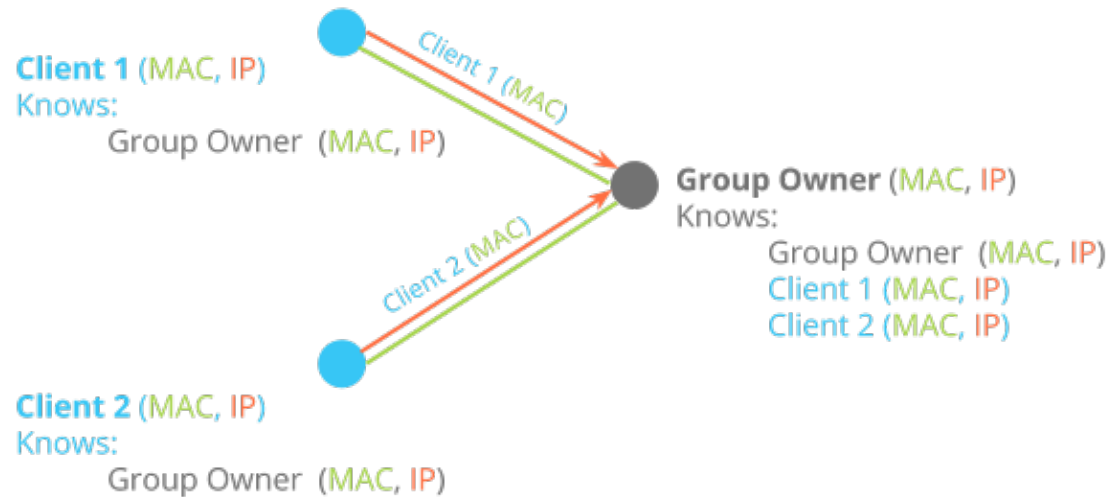 Client 1 (MAC, IP)
Knows:
Group Owner (MAC, IP)
Client 1 (MAC)
Group Owner (MAC, IP)
Knows:
Group Owner (MAC, IP)
Client 1 (MAC, IP)
Client 2 (MAC, IP)
Client 2 (MAC)
Client 2 (MAC, IP)
Knows:
Group Owner (MAC, IP)